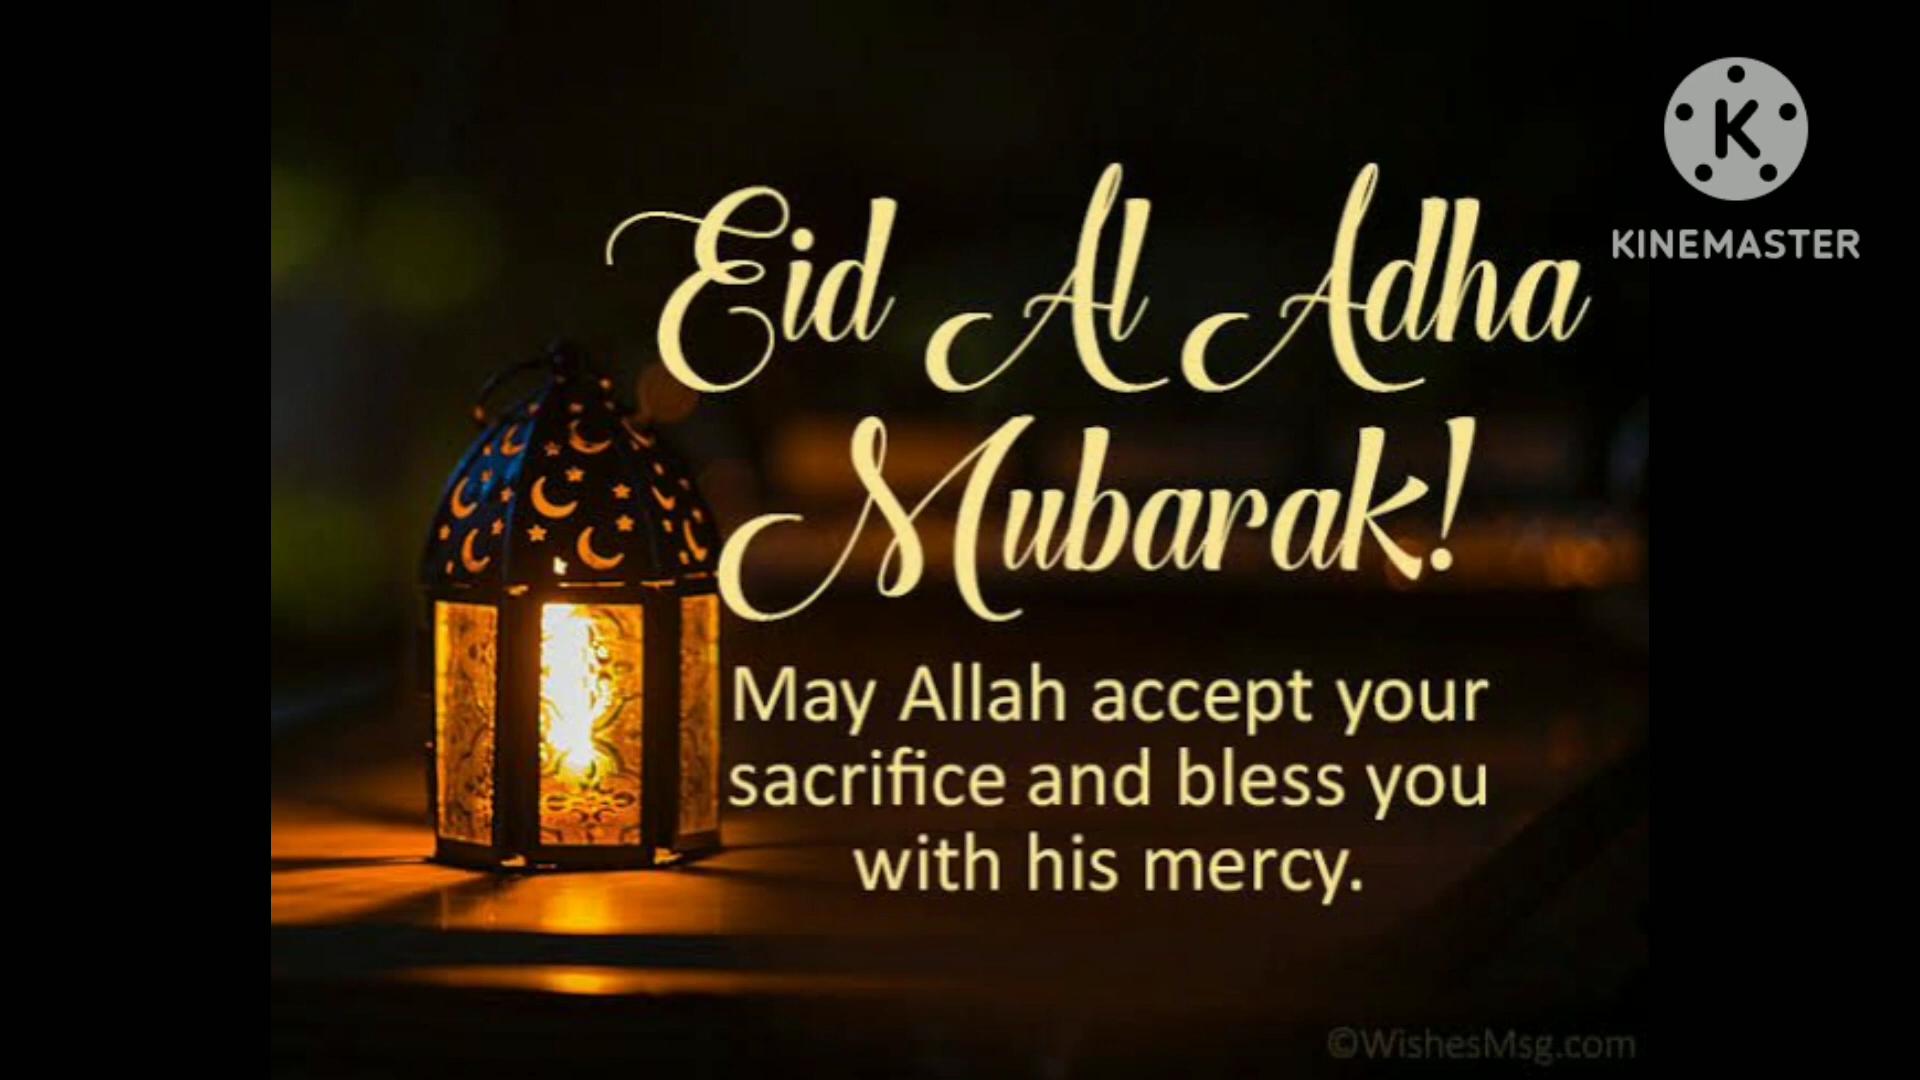 K
KINEMASTER
Eid Al Adha
Mubarak!
May Allah accept your
sacrifice and bless you
with his mercy.
©WishesMsg.com